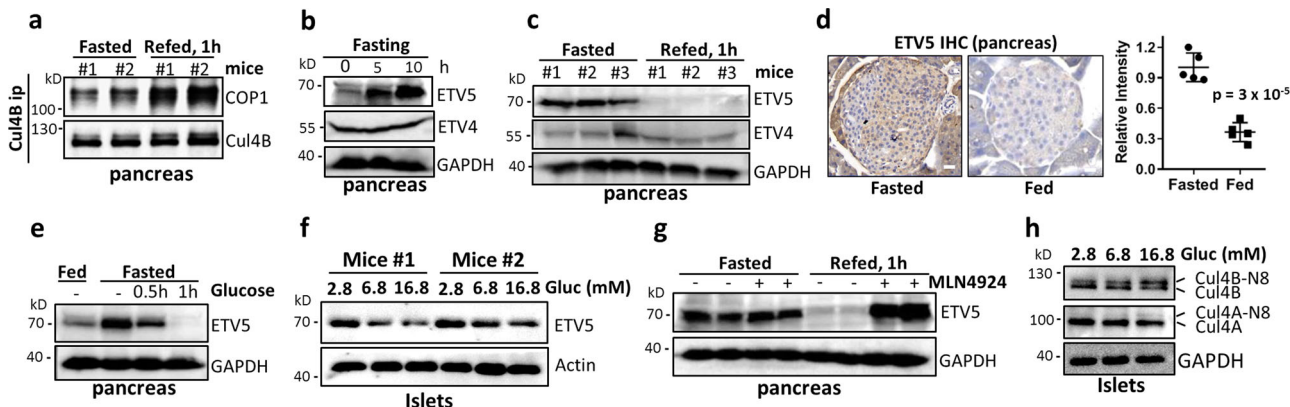 a
Fasted Refed, 1h
kD #1 #2 #1 #2 mice
Cul4B ip
COP1
100 -
130 -
Cul4B
pancreas
b
Fasting
kD 0 5 10 h
70 - ETV5
55 - ETV4
40 - GAPDH
pancreas
c
Fasted Refed, 1h
kD #1 #2 #3 #1 #2 #3 mice
70 - ETV5
55 - ETV4
40 - GAPDH
pancreas
d
ETV5 IHC (pancreas)
Fasted Fed
Relative Intensity
1.2
0.9
0.6
0.3
0.0
p = 3 x 10-5
Fasted Fed
e
Fed Fasted
- - 0.5h 1h Glucose
kD
70 - ETV5
40 - GAPDH
pancreas
f
Mice #1 Mice #2
2.8 6.8 16.8 2.8 6.8 16.8 Gluc (mM)
kD
70 - ETV5
40 - Actin
Islets
g
Fasted Refed, 1h
- - + + - - + + MLN4924
kD
70 - ETV5
40 - GAPDH
pancreas
h
kD 2.8 6.8 16.8 Gluc (mM)
130 - Cul4B-N8
Cul4B
100 - Cul4A-N8
Cul4A
40 - GAPDH
Islets